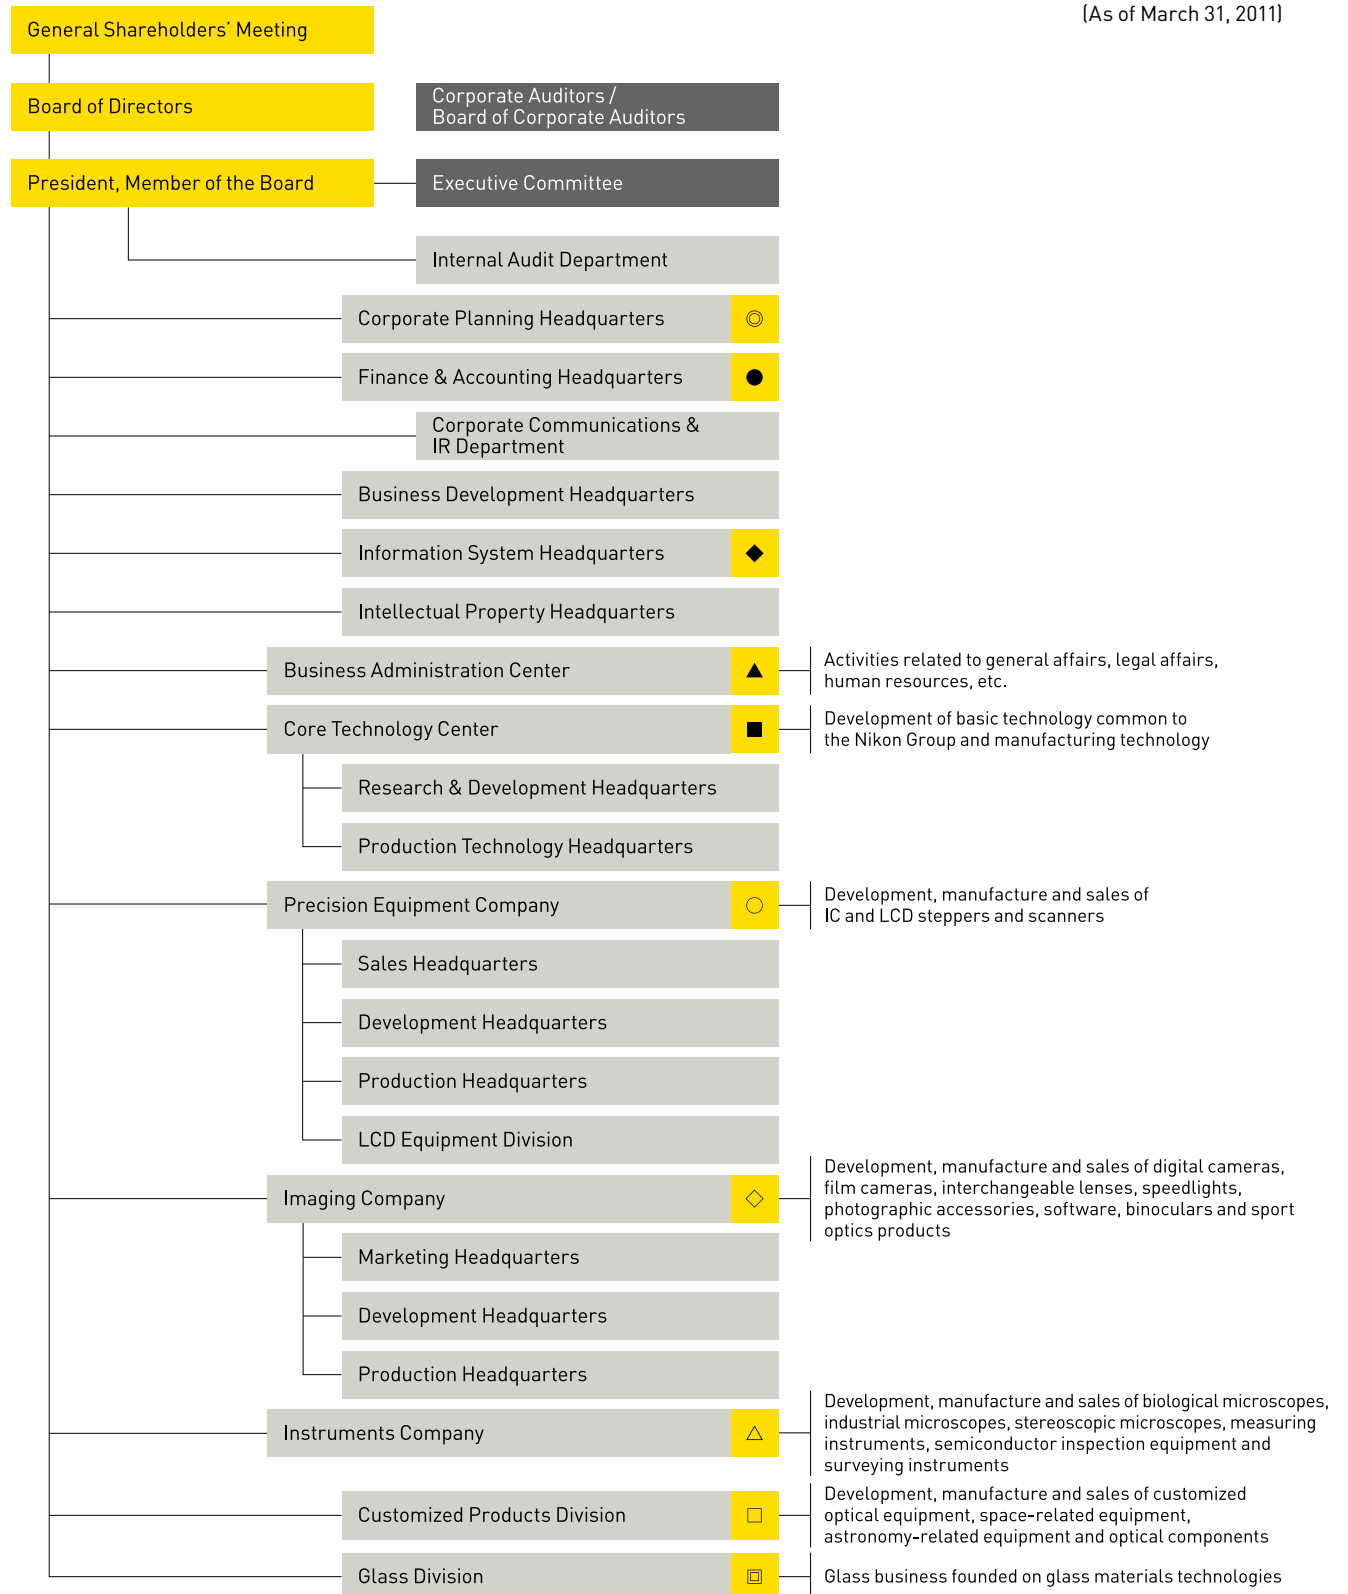 (As of March 31, 2011)
General Shareholders’ Meeting
Board of Directors
Corporate Auditors /
Board of Corporate Auditors
President, Member of the Board
Executive Committee
Internal Audit Department
Corporate Planning Headquarters
Finance & Accounting Headquarters
Corporate Communications &
IR Department
Business Development Headquarters
Information System Headquarters
Intellectual Property Headquarters
Business Administration Center
Activities related to general affairs, legal affairs,
human resources, etc.
Core Technology Center
Development of basic technology common to
the Nikon Group and manufacturing technology
Research & Development Headquarters
Production Technology Headquarters
Precision Equipment Company
Development, manufacture and sales of
IC and LCD steppers and scanners
Sales Headquarters
Development Headquarters
Production Headquarters
LCD Equipment Division
Imaging Company
Development, manufacture and sales of digital cameras,
film cameras, interchangeable lenses, speedlights,
photographic accessories, software, binoculars and sport
optics products
Marketing Headquarters
Development Headquarters
Production Headquarters
Instruments Company
Development, manufacture and sales of biological microscopes,
industrial microscopes, stereoscopic microscopes, measuring
instruments, semiconductor inspection equipment and
surveying instruments
Customized Products Division
Development, manufacture and sales of customized
optical equipment, space-related equipment,
astronomy-related equipment and optical components
Glass Division
Glass business founded on glass materials technologies